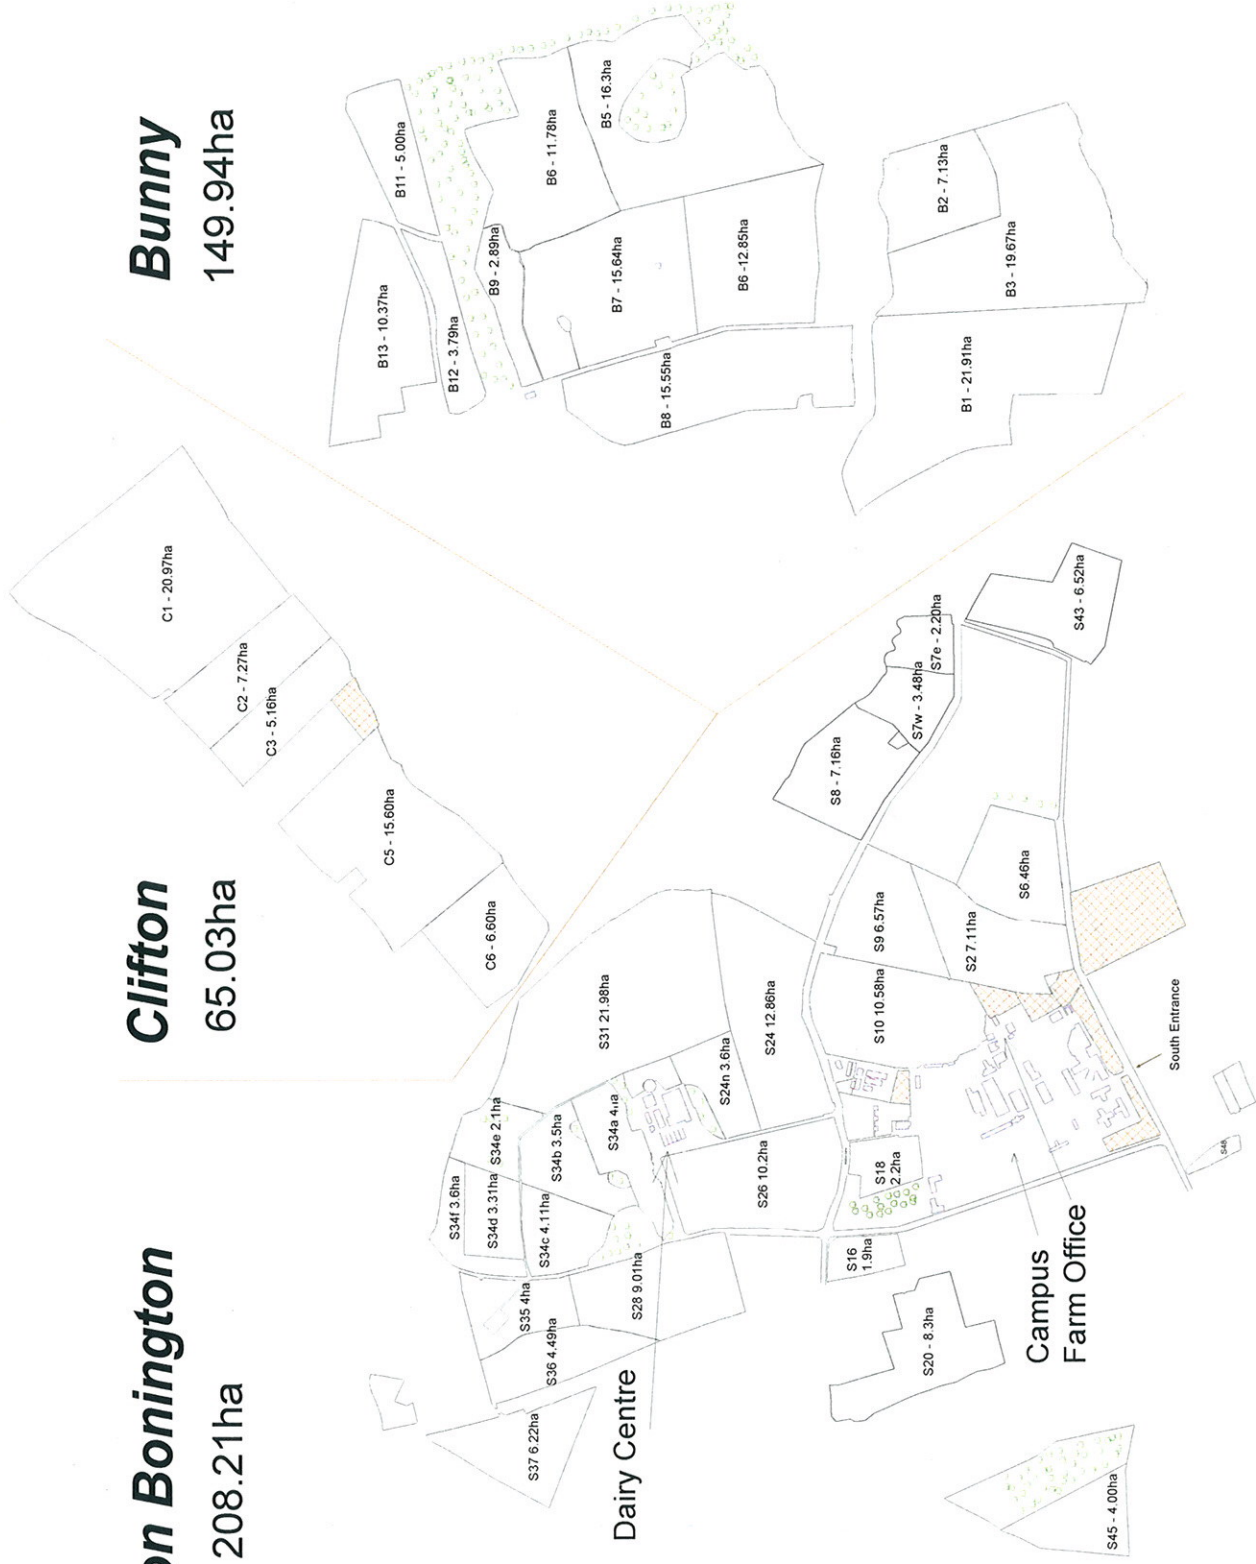 on Bonington
208.21ha
Clifton
65.03ha
Bunny
149.94ha
C1 - 20.97ha
C2 - 7.27ha
C3 - 5.16ha
C5 - 15.60ha
C6 - 6.60ha
B13 - 10.37ha
B11 - 5.00ha
B12 - 3.79ha
B9 - 2.89ha
B6 - 11.78ha
B5 - 16.3ha
B7 - 15.64ha
B6 -12.85ha
B8 - 15.55ha
B2 - 7.13ha
B3 - 19.67ha
B1 - 21.91ha
S37 6.22ha
S36 4.49ha
S35 4ha
S28 9.01ha
S34f 3.6ha
S34d 3.31ha
S34e 2.1ha
S34c 4.11ha
S34b 3.5ha
S34a
S31 21.98ha
S24n 3.6ha
S24 12.86ha
S26 10.2ha
Dairy Centre
S18
2.2ha
S16
1.9ha
S20 - 8.3ha
S10 10.58ha
S9 6.57ha
S2 7.11ha
S6.46ha
S8 - 7.16ha
S7w - 3.48ha
S7e - 2.20ha
S43 - 6.52ha
Campus
Farm Office
South Entrance
S45 - 4.00ha